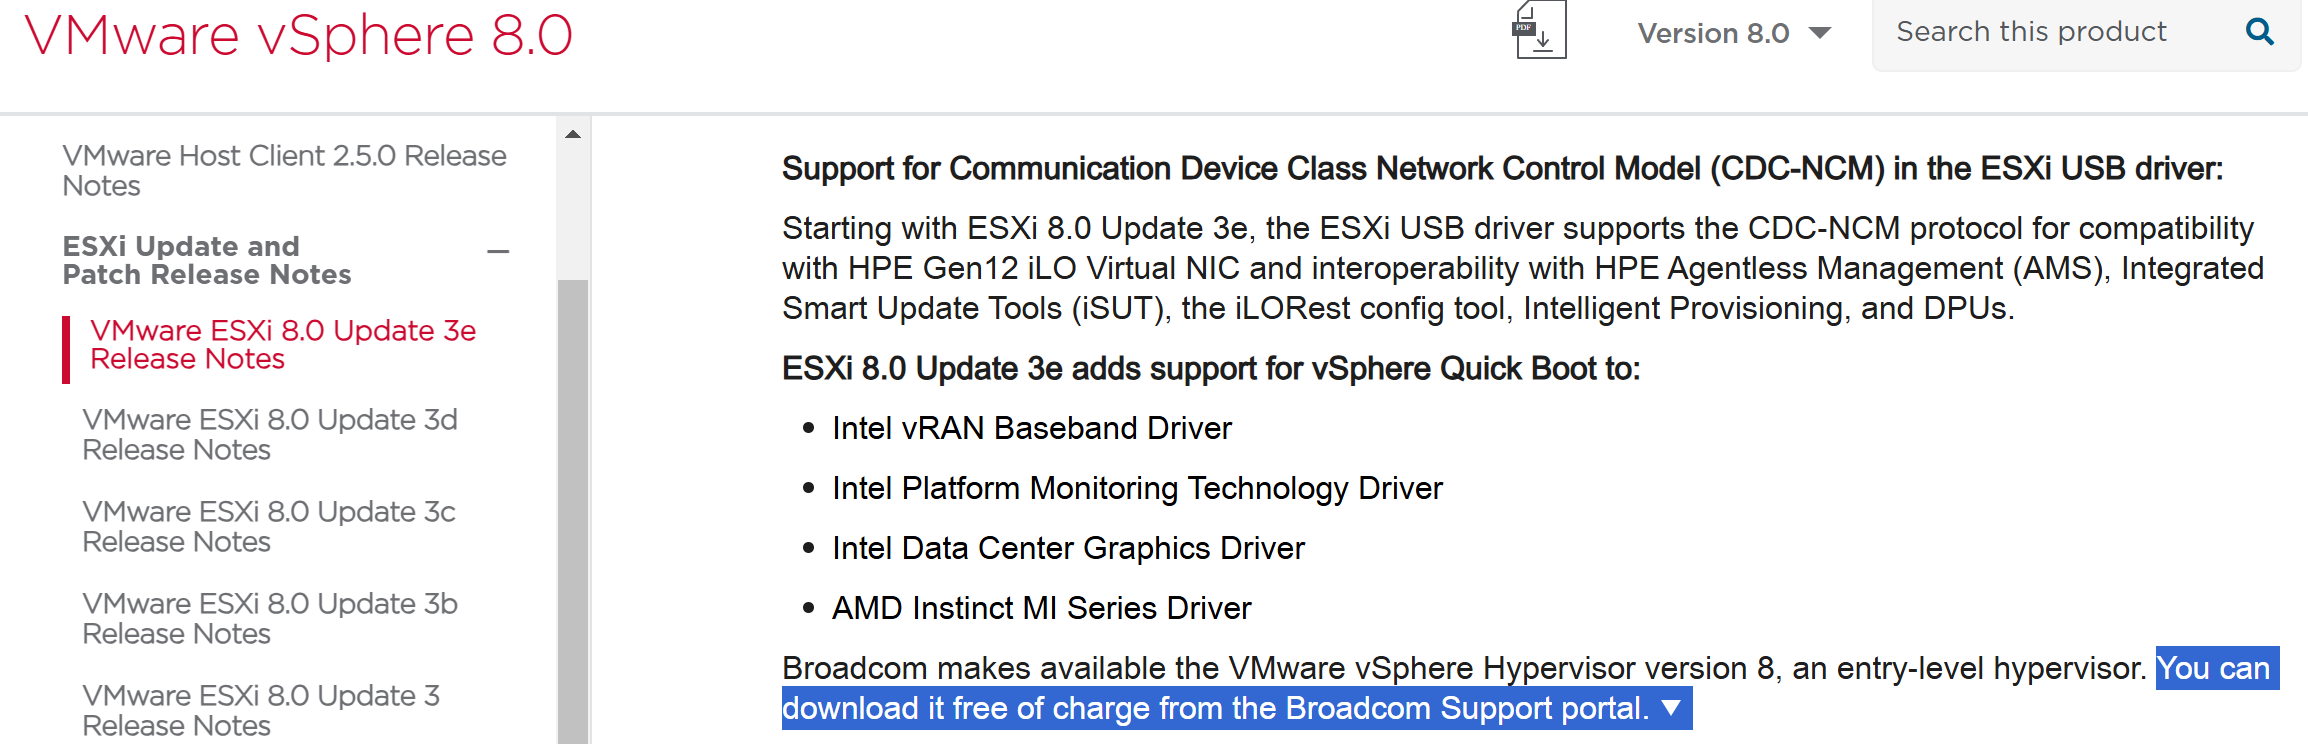 VMware vSphere 8.0
PDF
Version 8.0
Search this product
VMware Host Client 2.5.0 Release
Notes
ESXi Update and
Patch Release Notes
VMware ESXi 8.0 Update 3e
Release Notes
VMware ESXi 8.0 Update 3d
Release Notes
VMware ESXi 8.0 Update 3c
Release Notes
VMware ESXi 8.0 Update 3b
Release Notes
VMware ESXi 8.0 Update 3
Release Notes
Support for Communication Device Class Network Control Model (CDC-NCM) in the ESXi USB driver:
Starting with ESXi 8.0 Update 3e, the ESXi USB driver supports the CDC-NCM protocol for compatibility
with HPE Gen12 iLO Virtual NIC and interoperability with HPE Agentless Management (AMS), Integrated
Smart Update Tools (iSUT), the iLORest config tool, Intelligent Provisioning, and DPUs.
ESXi 8.0 Update 3e adds support for vSphere Quick Boot to:
• Intel vRAN Baseband Driver
• Intel Platform Monitoring Technology Driver
• Intel Data Center Graphics Driver
• AMD Instinct MI Series Driver
Broadcom makes available the VMware vSphere Hypervisor version 8, an entry-level hypervisor. You can
download it free of charge from the Broadcom Support portal. ▼